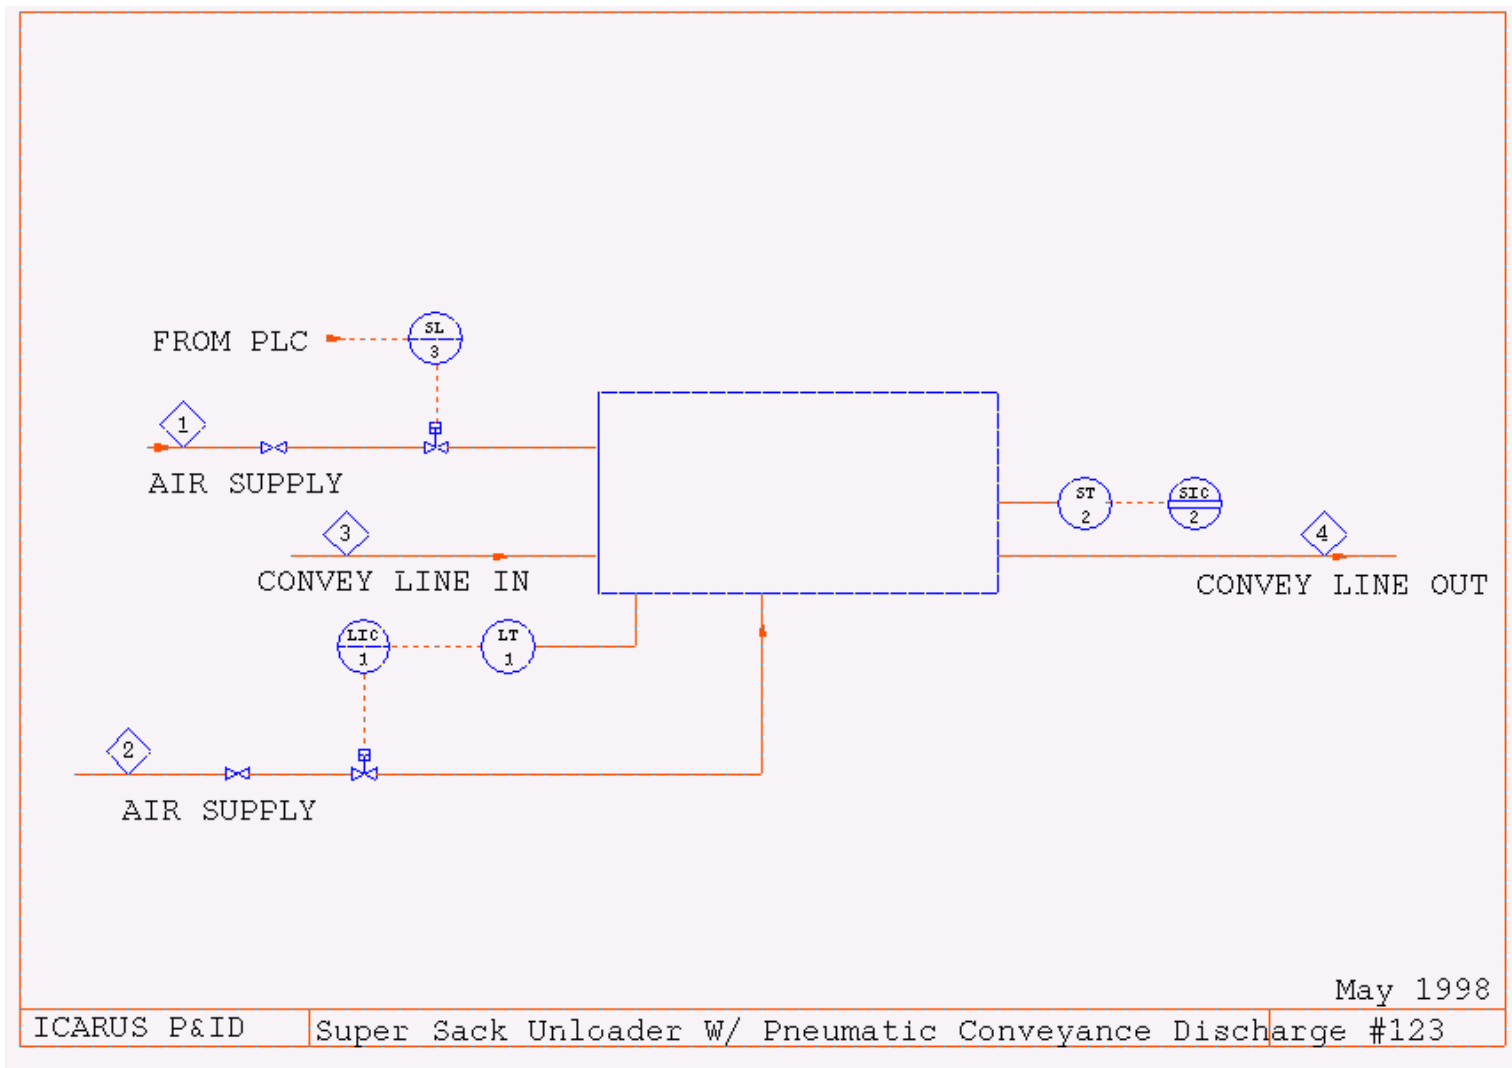 FROM PLC
SL
3
1
AIR SUPPLY
ST
2
SIC
2
3
4
CONVEY LINE IN
CONVEY LINE OUT
LIC
1
LT
1
2
AIR SUPPLY
May 1998
ICARUS P&ID
Super Sack Unloader W/ Pneumatic Conveyance Discharge #123